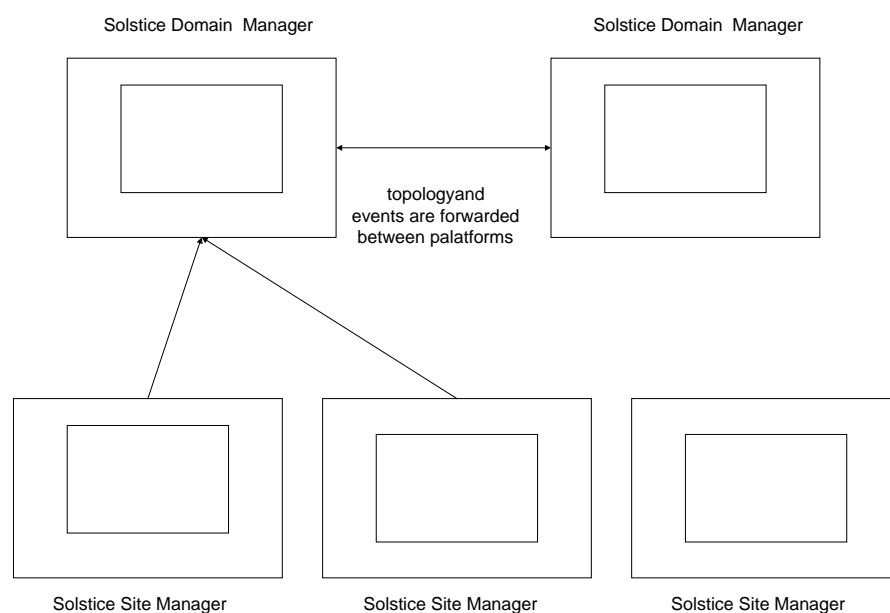 Solstice Domain  Manager
Solstice Domain  Manager
topologyand
events are forwarded
between palatforms
Solstice Site Manager
Solstice Site Manager
Solstice Site Manager